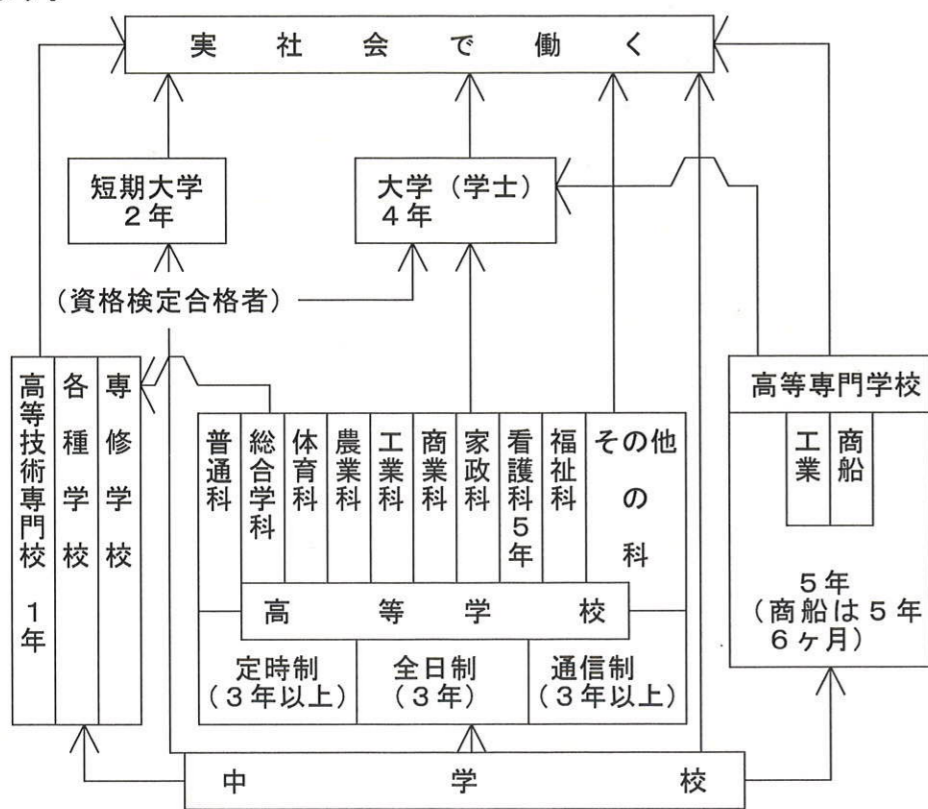 実社会で働く
短期大学
2年
大学（学士）
4年
（資格検定合格者）
高等技術専門校 1年
各種学校
専修学校
普通科
総合学科
体育科
農業科
工業科
商業科
家政科
看護科5年
福祉科
その他の科
高等学校
定時制
（3年以上）
全日制
（3年）
通信制
（3年以上）
高等専門学校
工業
商船
5年
（商船は5年
6ヶ月）
中学校